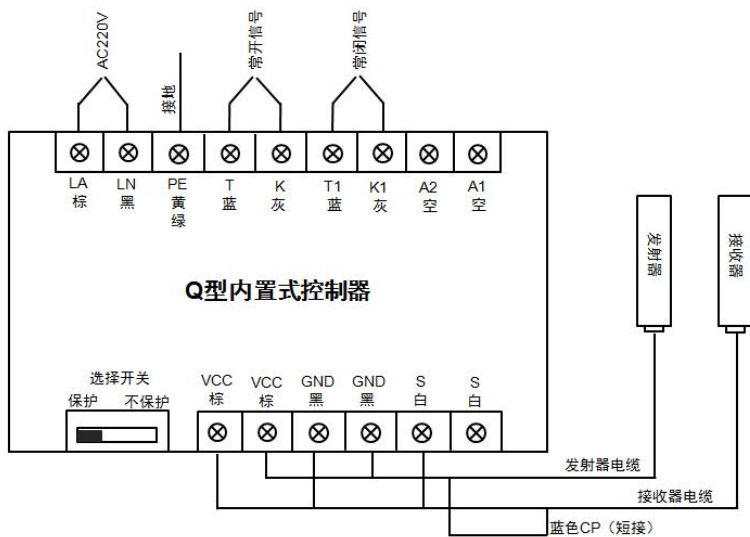 AC220V
接地
常开信号
常闭信号
LA LN PE T K T1 K1 A2 A1
棕 黑 黄 蓝 灰 蓝 灰 空 空
绿
发射器
接收器
Q型内置式控制器
选择开关
保护 不保护
VCC VCC GND GND S S
棕 棕 黑 黑 白 白
发射器电缆
接收器电缆
蓝色CP（短接）